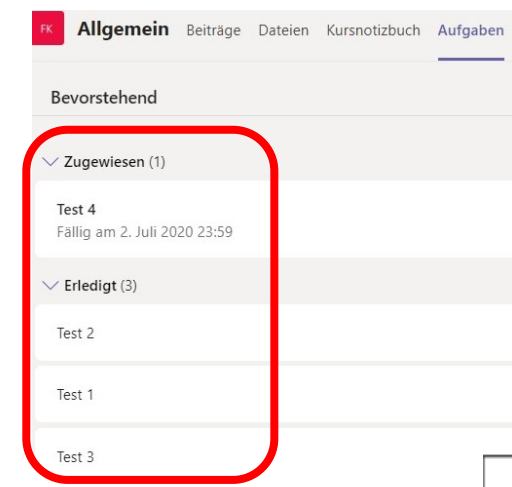 FK Allgemein Beiträge Dateien Kursnotizbuch Aufgaben
Bevorstehend
Zugewiesen (1)
Test 4
Fällig am 2. Juli 2020 23:59
Erledigt (3)
Test 2
Test 1
Test 3